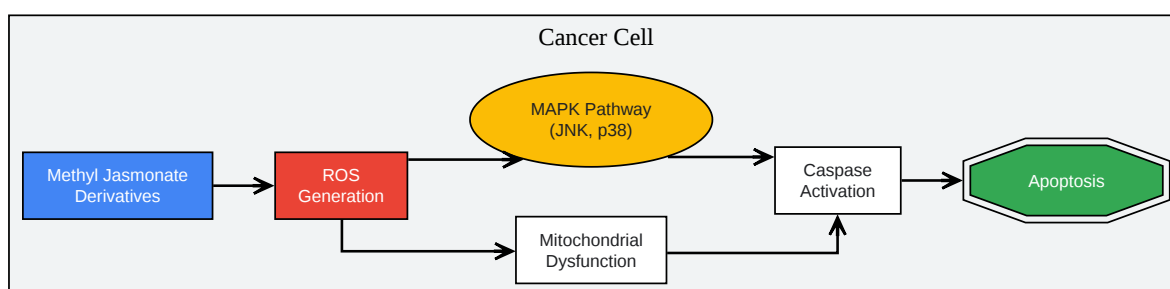 Cancer Cell
MAPK Pathway
(JNK, p38)
Methyl Jasmonate
Derivatives
ROS
Generation
Caspase
Activation
Apoptosis
Mitochondrial
Dysfunction